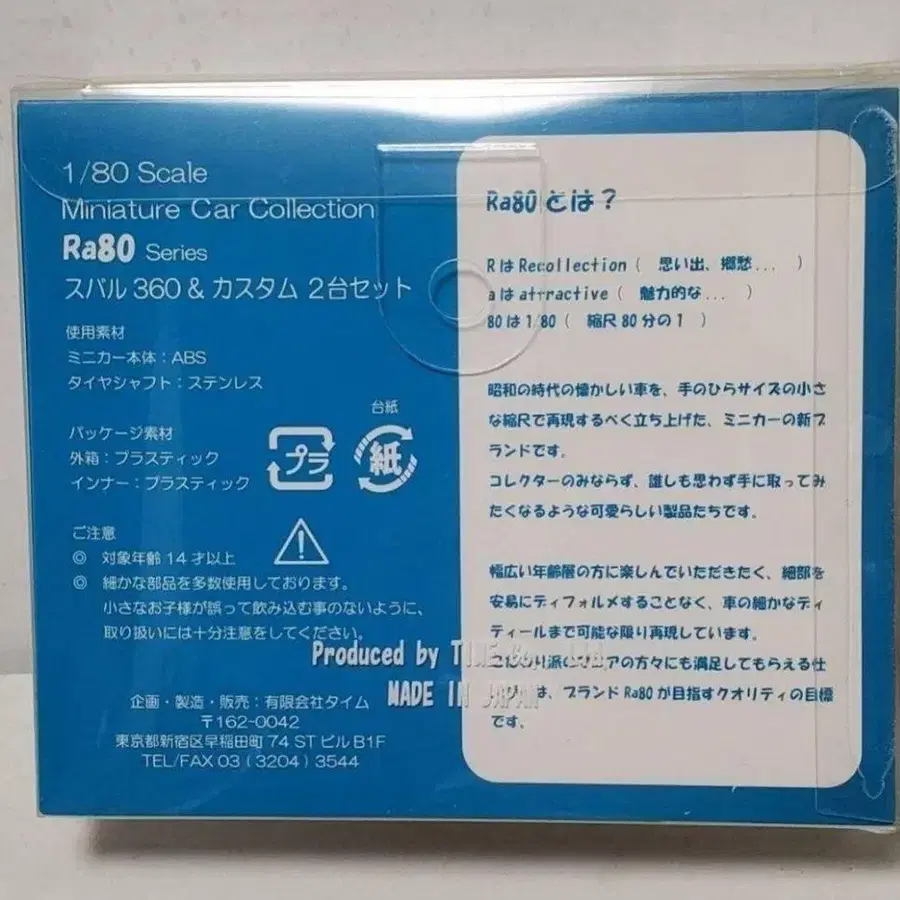 1/80 Scale
Miniature Car Collection
Ra80 Series
スバル 360 & カスタム 2台セット
使用素材
ミニカー本体：ABS
タイヤシャフト：ステンレス
パッケージ素材
外箱：プラスティック
インナー：プラスティック
プラ
台紙
紙
ご注意
◎ 対象年齢 14 才以上
◎ 細かな部品を多数使用しております。
小さなお子様が誤って飲み込む事のないように、
取り扱いには十分注意をしてください。
Produced by TIME Co., Ltd.
MADE IN JAPAN
企画・製造・販売：有限会社タイム
〒162-0042
東京都新宿区早稲田町 74 ST ビル B1F
TEL/FAX 03 (3204) 3544
Ra80 とは？
R は Recollection（ 思い出、郷愁... ）
a は attractive（ 魅力的な... ）
80 は 1/80（ 縮尺 80 分の 1 ）
昭和の時代の懐かしい車を、手のひらサイズの小さ
な縮尺で再現するべく立ち上げた、ミニカーの新ブ
ランドです。
コレクターのみならず、誰しも思わず手に取ってみ
たくなるような可愛らしい製品たちです。
幅広い年齢層の方に楽しんでいただきたく、細部を
安易にディフォルメすることなく、車の細かなディ
ティールまで可能な限り再現しています。
こだわり派のマニアの方々にも満足してもらえる仕
は、ブランド Ra80 が目指すクオリティの目標
です。